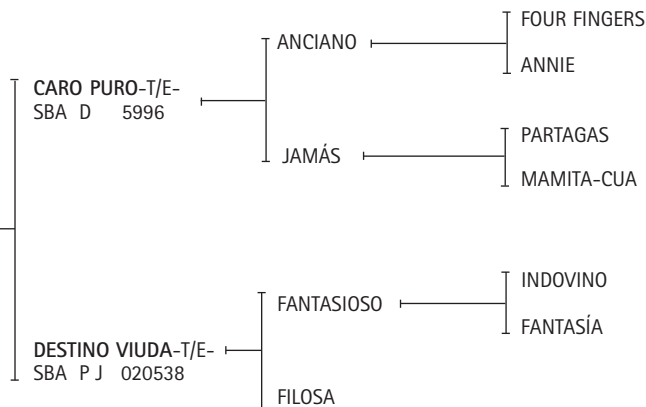 FOUR FINGERS
ANCIANO
ANNIE
CARO PURO-T/E-
SBA D 5996
PARTAGAS
JAMÁS
MAMITA-CUA
INDOVINO
FANTASIOSO
FANTASÍA
DESTINO VIUDA-T/E-
SBA P J 020538
FILOSA